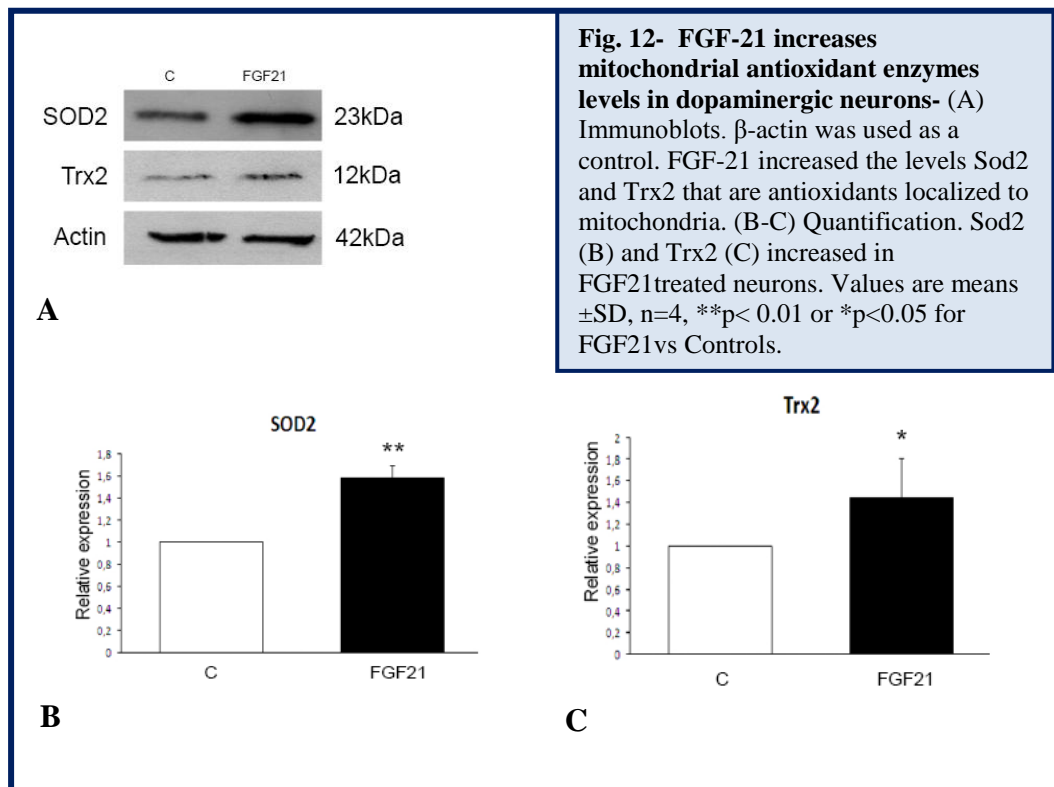 C FGF21
SOD2 23kDa
Trx2 12kDa
Actin 42kDa
A
Fig. 12- FGF-21 increases
mitochondrial antioxidant enzymes
levels in dopaminergic neurons- (A)
Immunoblots. β-actin was used as a
control. FGF-21 increased the levels Sod2
and Trx2 that are antioxidants localized to
mitochondria. (B-C) Quantification. Sod2
(B) and Trx2 (C) increased in
FGF21treated neurons. Values are means
±SD, n=4, **p< 0.01 or *p<0.05 for
FGF21vs Controls.
SOD2
**
Relative expression
1,8
1,6
1,4
1,2
1
0,8
0,6
0,4
0,2
0
C FGF21
B
Trx2
*
Relative expression
2
1,8
1,6
1,4
1,2
1
0,8
0,6
0,4
0,2
0
C FGF21
C